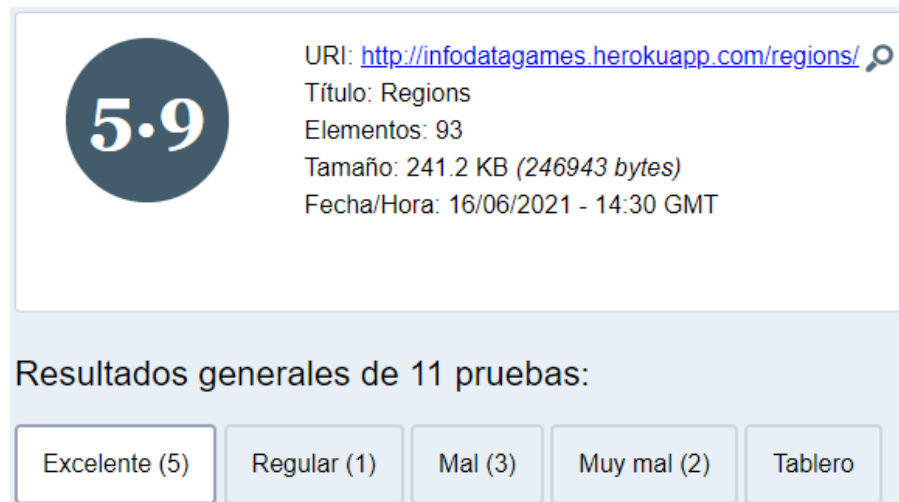 5·9
URI: http://infodatagames.herokuapp.com/regions/
Título: Regions
Elementos: 93
Tamaño: 241.2 KB (246943 bytes)
Fecha/Hora: 16/06/2021 - 14:30 GMT
Resultados generales de 11 pruebas:
Excelente (5) Regular (1) Mal (3) Muy mal (2) Tablero